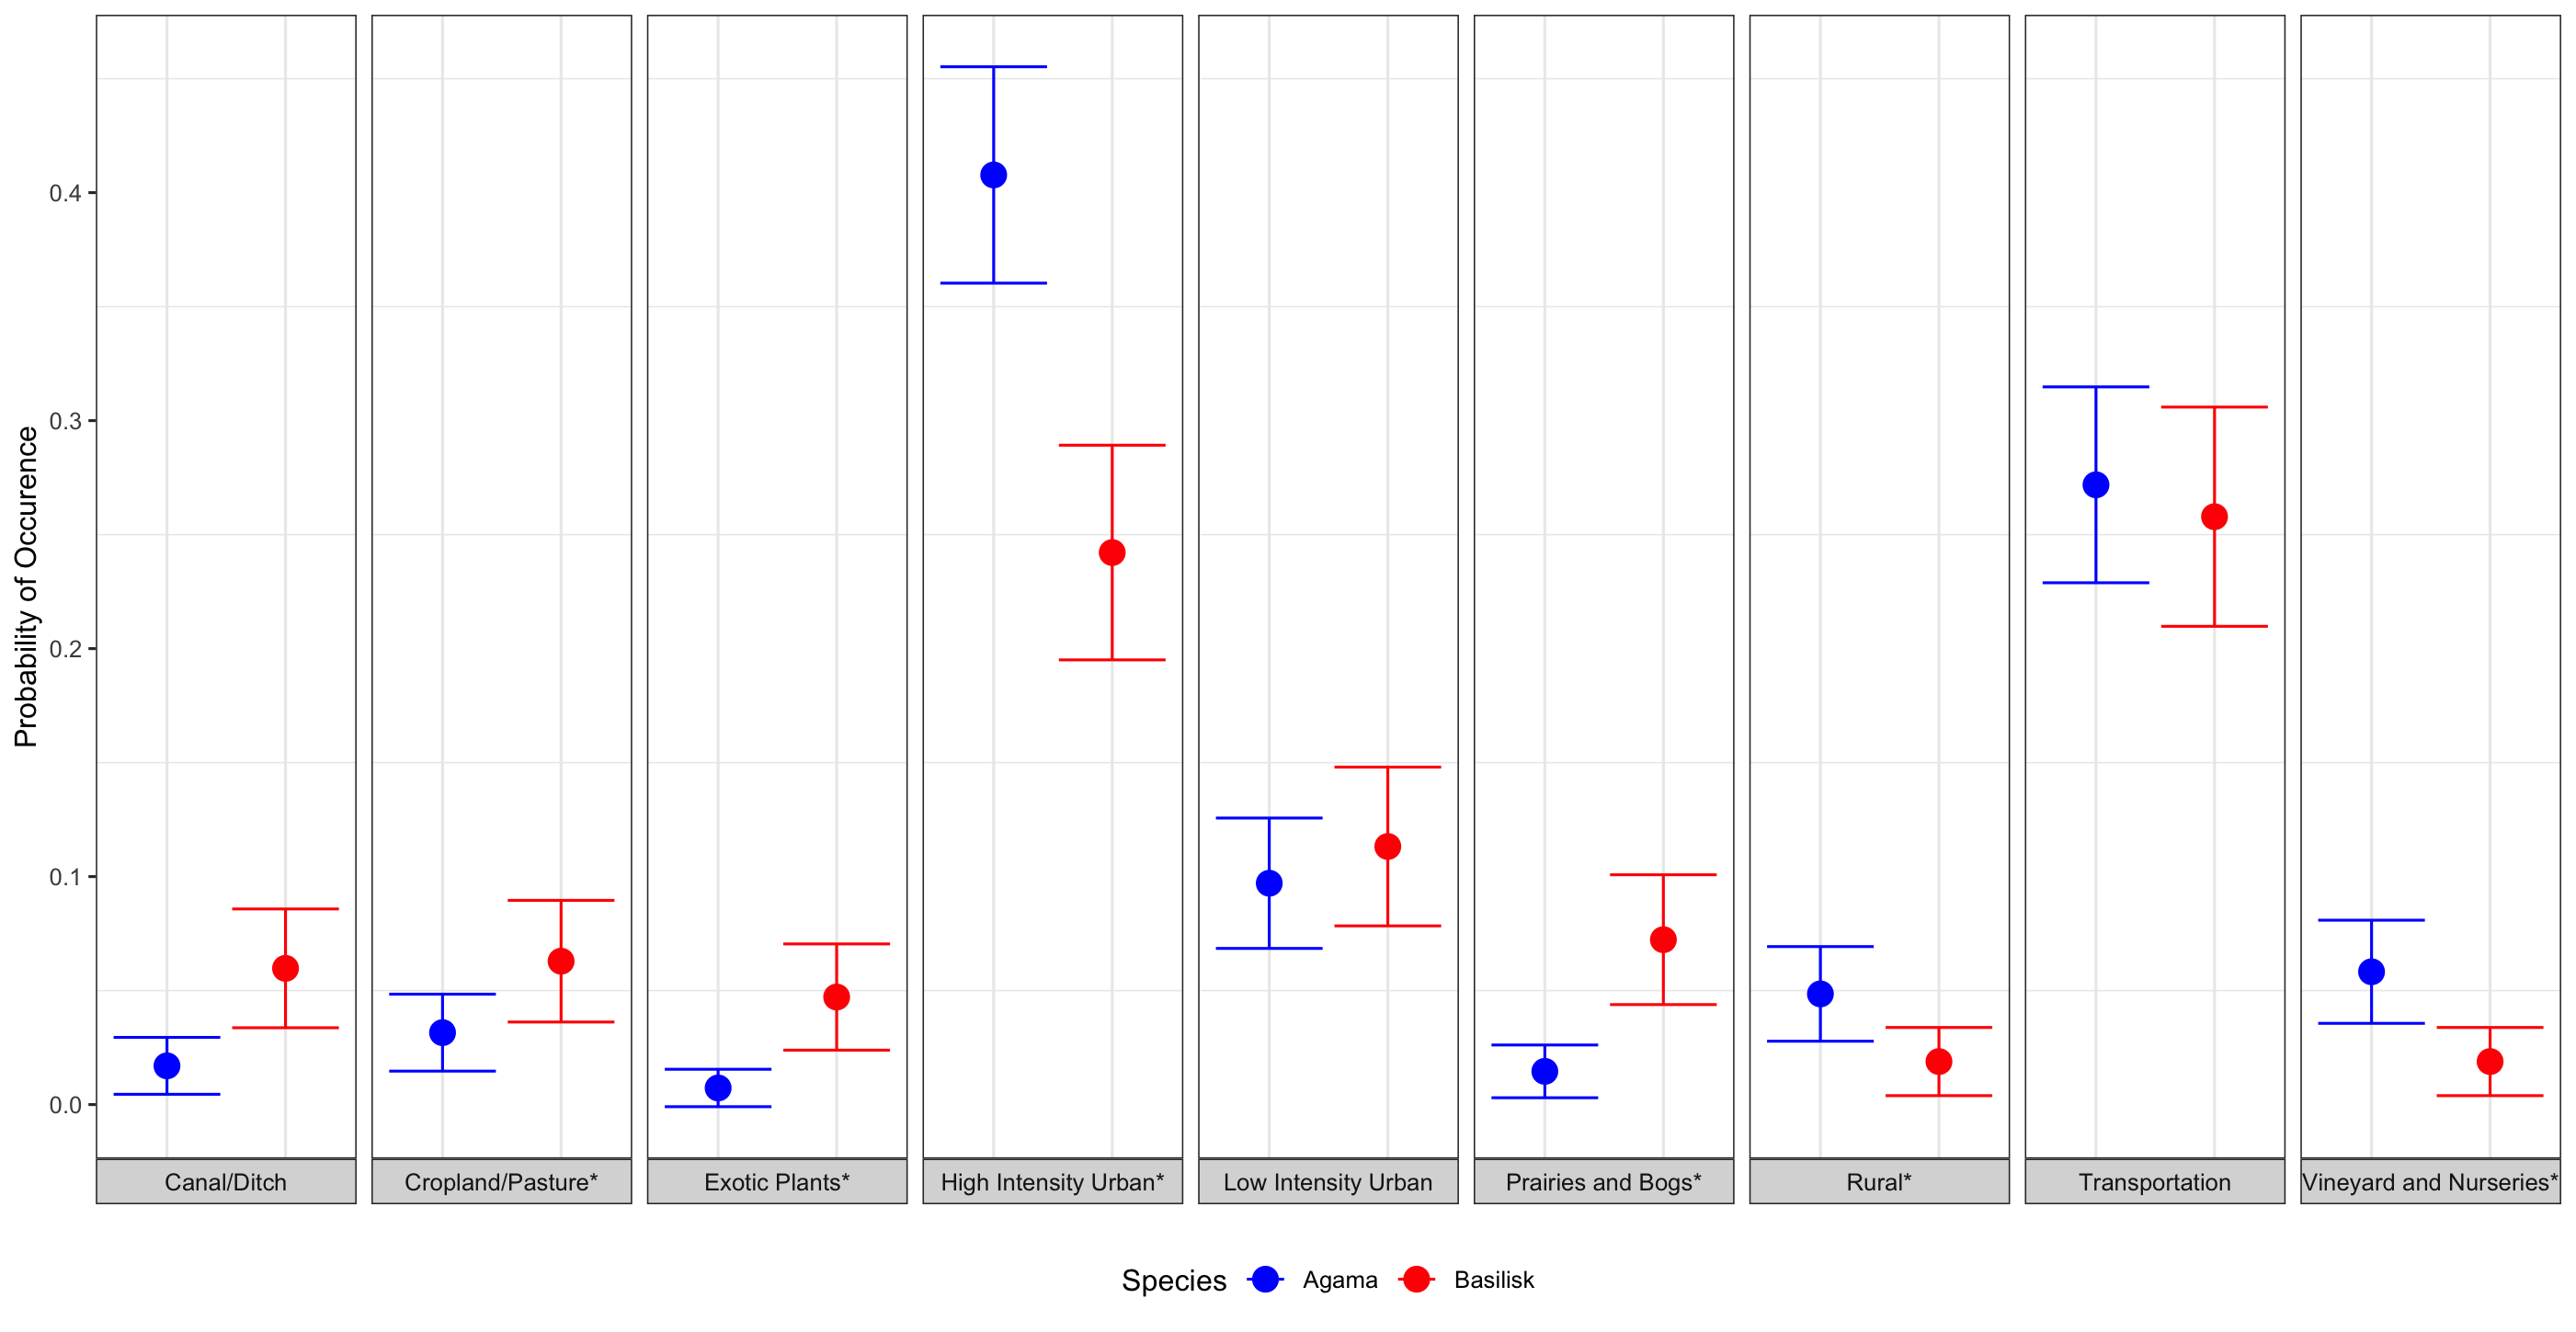 Probability of Occurence
0.4
0.3
0.2
0.1
0.0
Canal/Ditch
Cropland/Pasture*
Exotic Plants*
High Intensity Urban*
Low Intensity Urban
Prairies and Bogs*
Rural*
Transportation
Vineyard and Nurseries*
Species Agama Basilisk